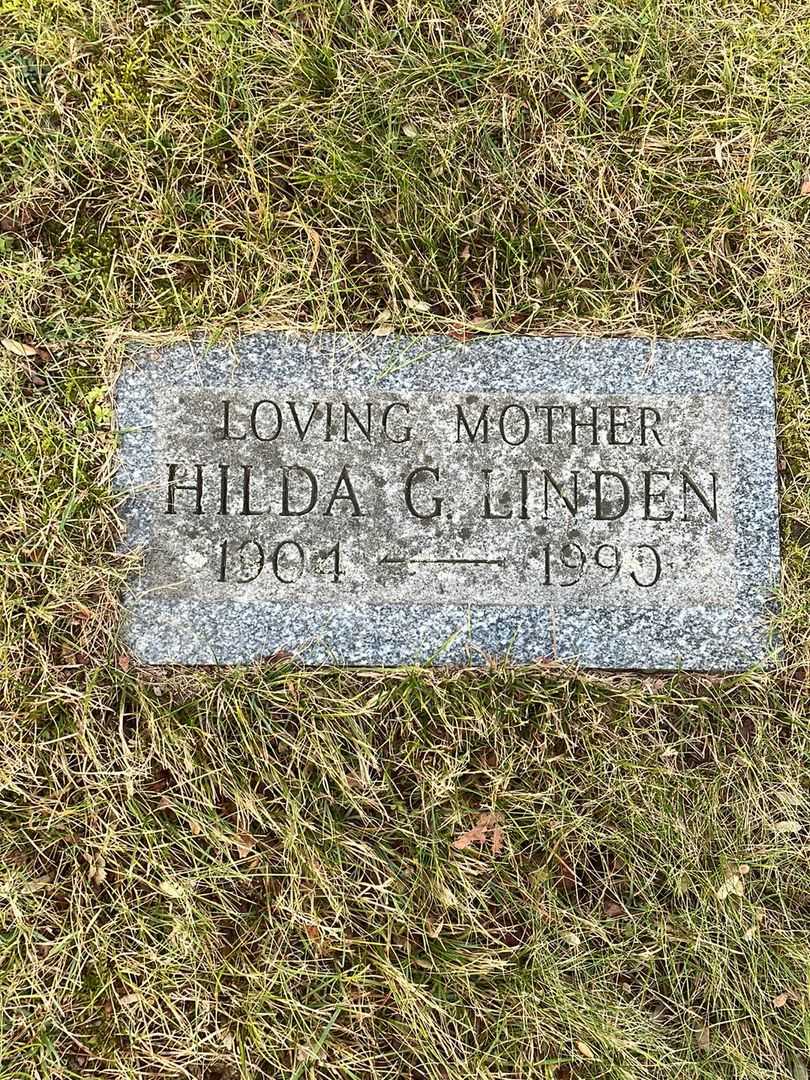 LOVING MOTHER
HILDA G. LINDEN
1904 — 1990